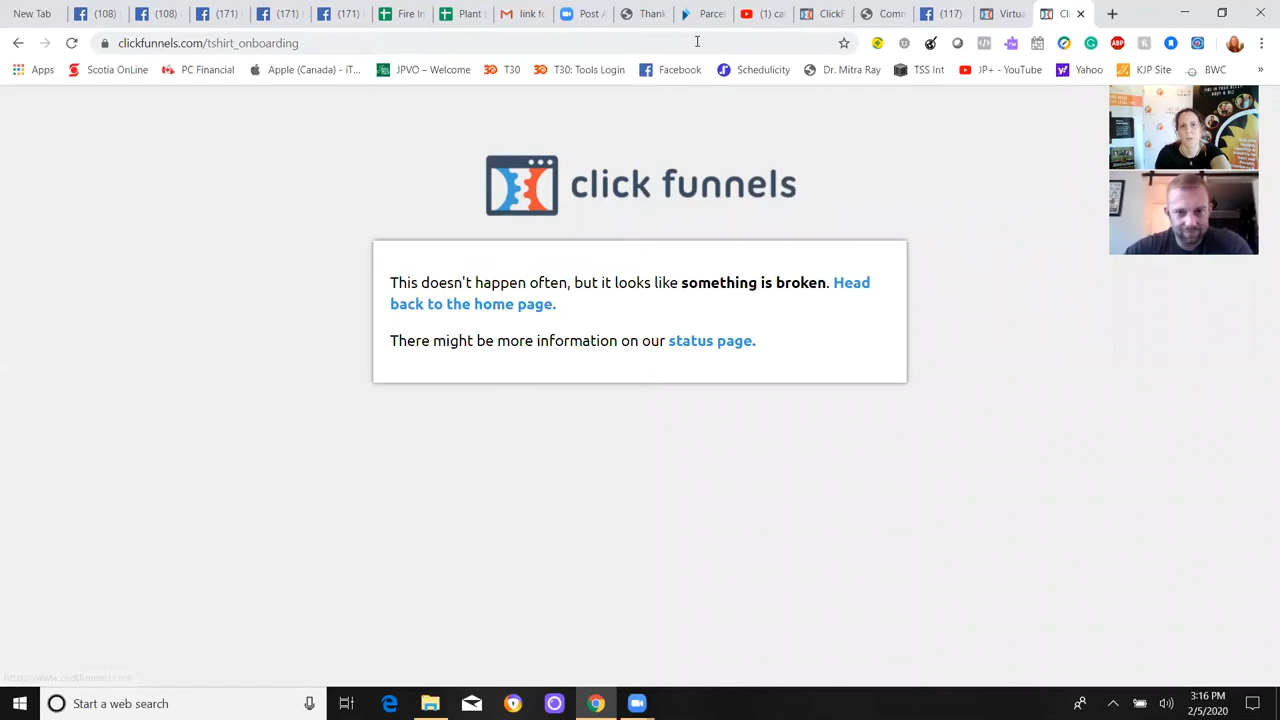 New
(108)
(108)
(171)
(171)
(171)
Fire In
Plant
link fo
Post A
Thank
Parcel
(1) cal
ClickF
Comm
(117)
Virtua
Cli
clickfunnels.com/tshirt_onboarding
ABP
Apps
Scotia OnLine
PC Financial
Apple (Canada) - iT...
JPVO – Welcome
T30
T30: Tools Login
Facebook
Schedulicity
Dr. Mitra Ray
TSS Int
JP+ - YouTube
Yahoo
KJP Site
BWC
»
click funnels
This doesn't happen often, but it looks like something is broken. Head
back to the home page.
There might be more information on our status page.
Start a web search
3:16 PM
2/5/2020